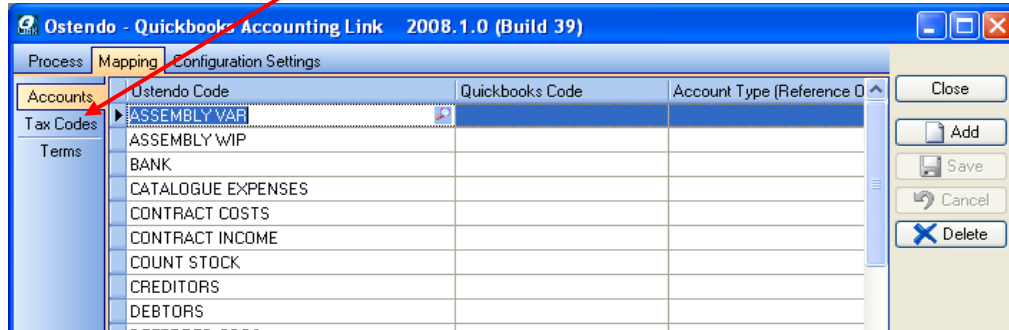 Ostendo - Quickbooks Accounting Link 2008.1.0 (Build 39)
Process Mapping Configuration Settings
Accounts
Tax Codes
Terms
Ostendo Code Quickbooks Code Account Type (Reference O
ASSEMBLY VAR
ASSEMBLY WIP
BANK
CATALOGUE EXPENSES
CONTRACT COSTS
CONTRACT INCOME
COUNT STOCK
CREDITORS
DEBTORS
Close
Add
Save
Cancel
Delete